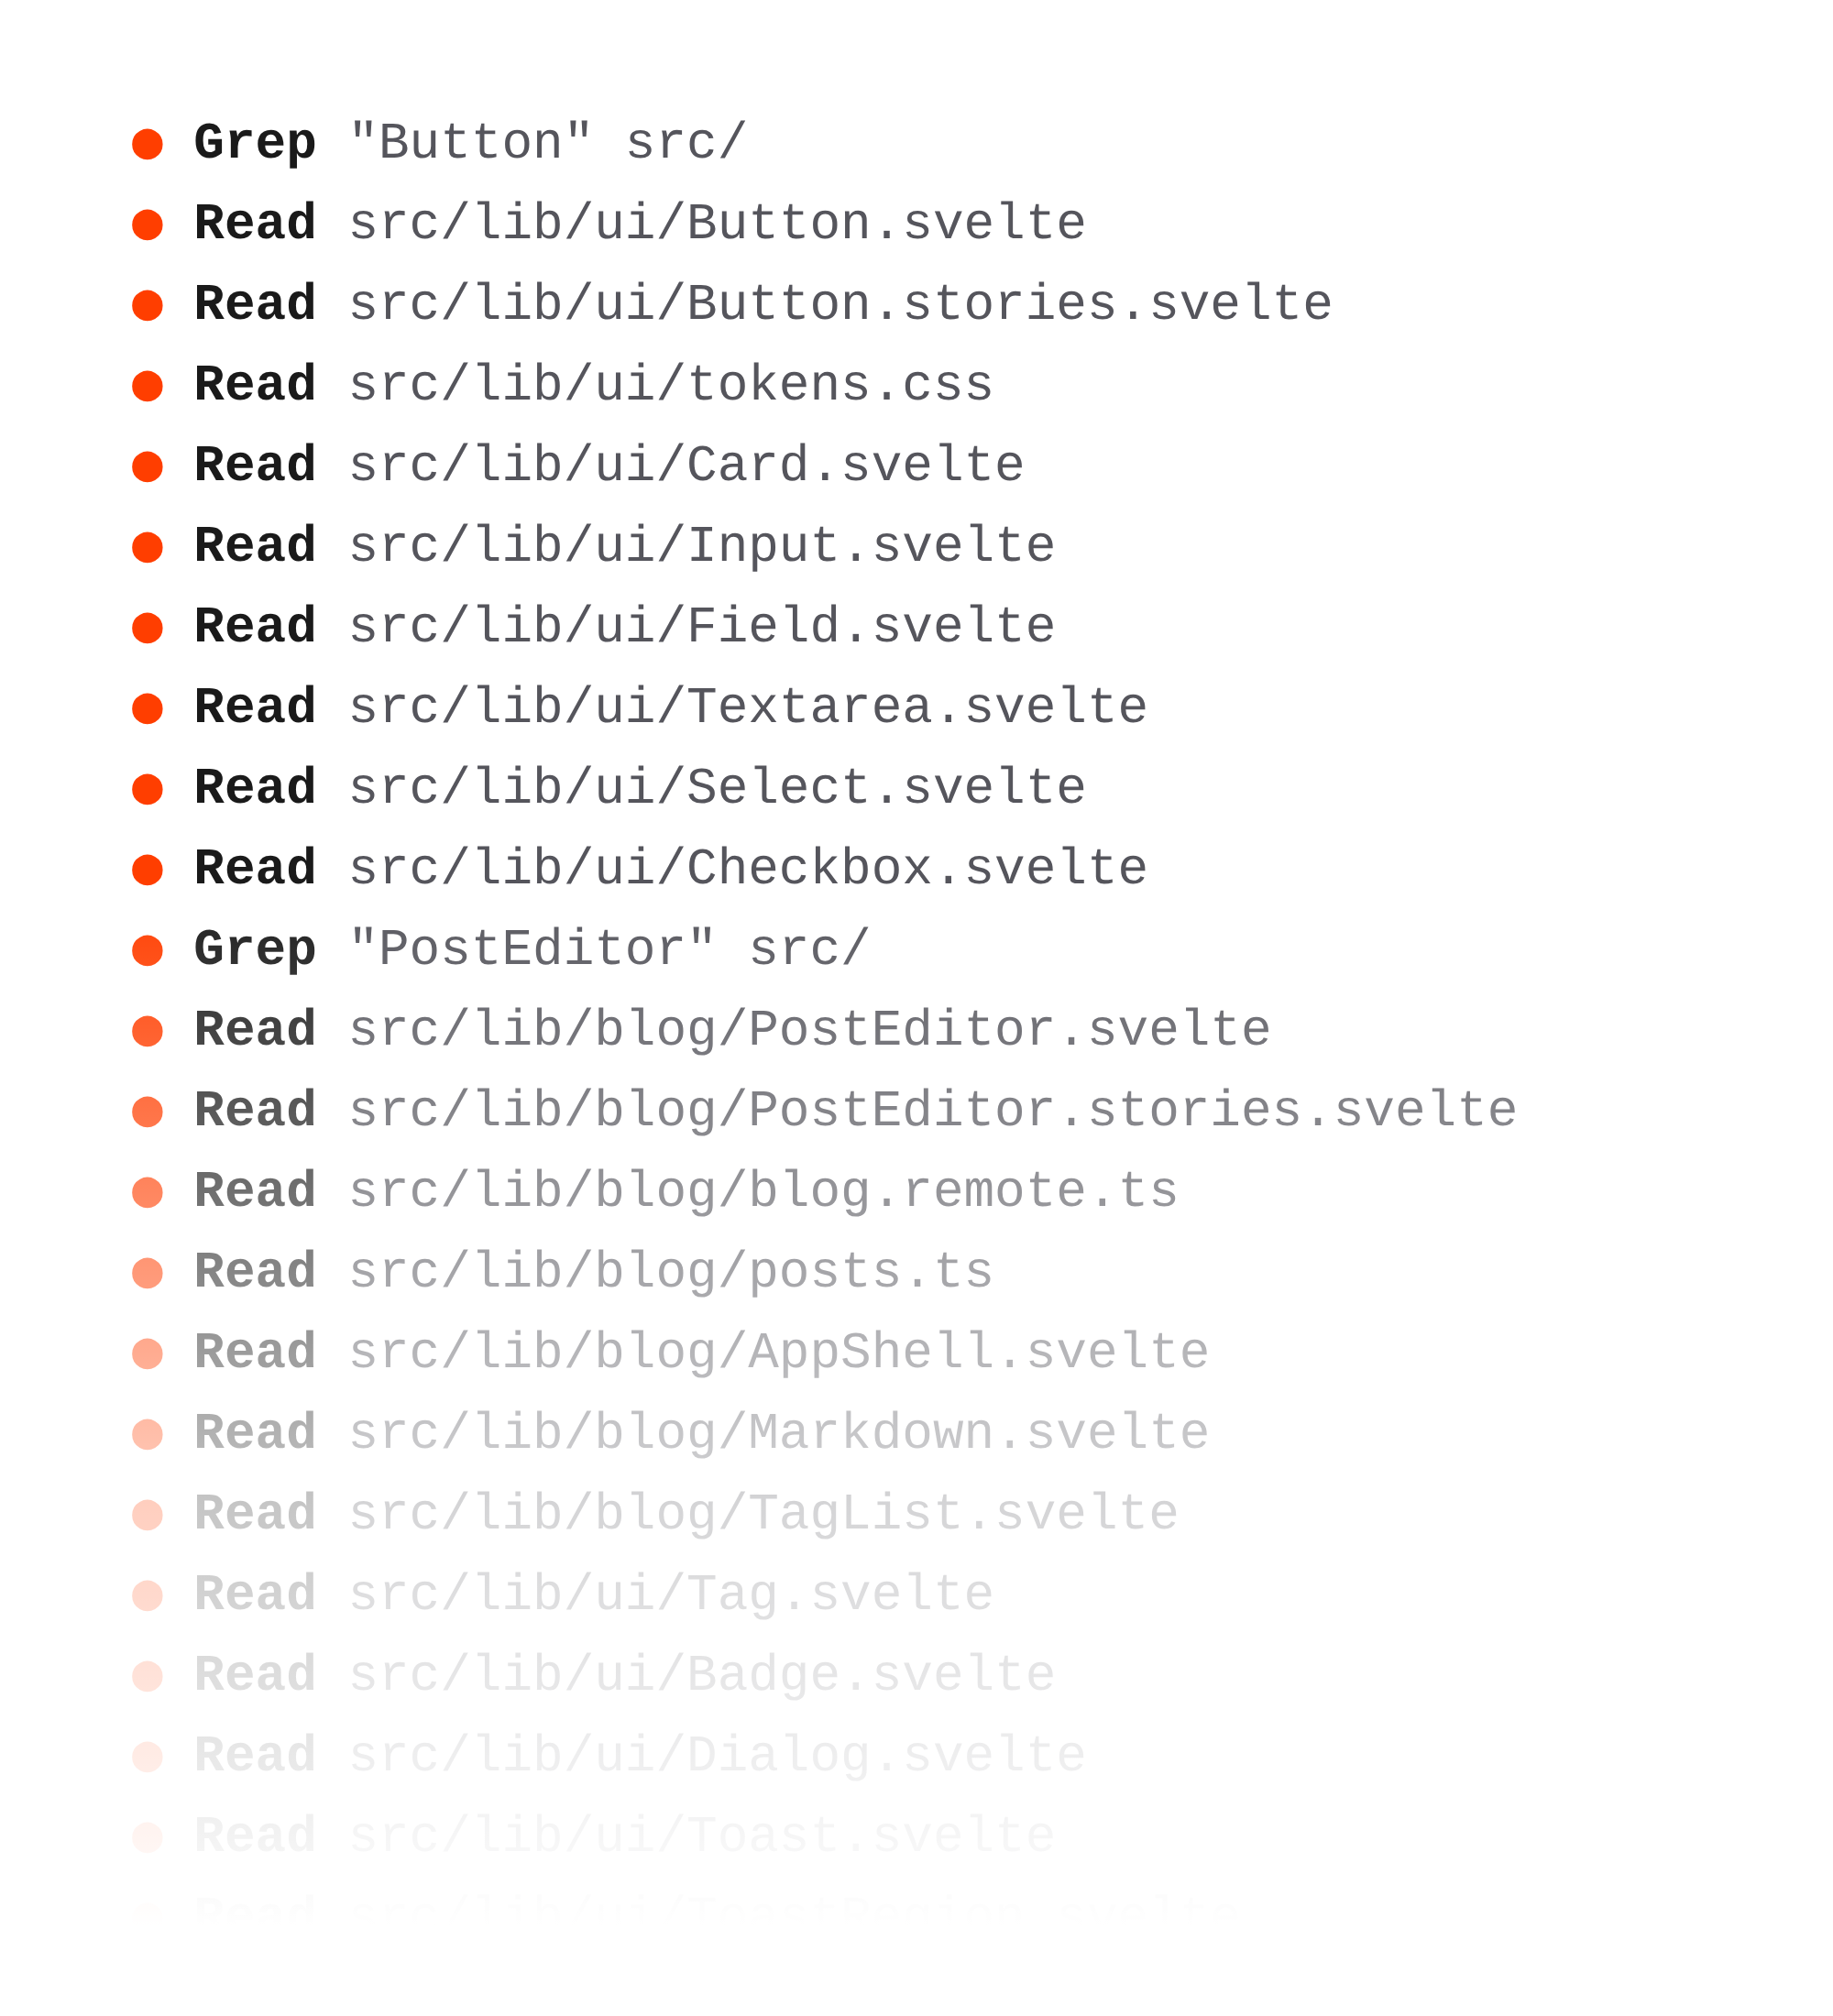 Grep "Button" src/
Read src/lib/ui/Button.svelte
Read src/lib/ui/Button.stories.svelte
Read src/lib/ui/tokens.css
Read src/lib/ui/Card.svelte
Read src/lib/ui/Input.svelte
Read src/lib/ui/Field.svelte
Read src/lib/ui/Textarea.svelte
Read src/lib/ui/Select.svelte
Read src/lib/ui/Checkbox.svelte
Grep "PostEditor" src/
Read src/lib/blog/PostEditor.svelte
Read src/lib/blog/PostEditor.stories.svelte
Read src/lib/blog/blog.remote.ts
Read src/lib/blog/posts.ts
Read src/lib/blog/AppShell.svelte
Read src/lib/blog/Markdown.svelte
Read src/lib/blog/TagList.svelte
Read src/lib/ui/Tag.svelte
Read src/lib/ui/Badge.svelte
Read src/lib/ui/Dialog.svelte
Read src/lib/ui/Toast.svelte
Read src/lib/ui/ToastRegion.svelte